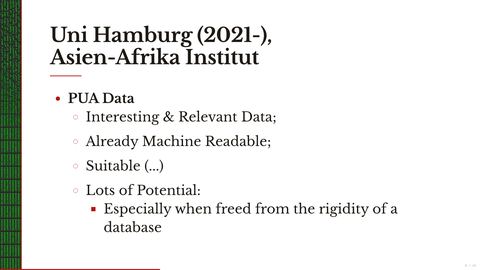 Uni Hamburg (2021-),
Asien-Afrika Institut
PUA Data
Interesting & Relevant Data;
Already Machine Readable;
Suitable (...)
Lots of Potential:
Especially when freed from the rigidity of a
database